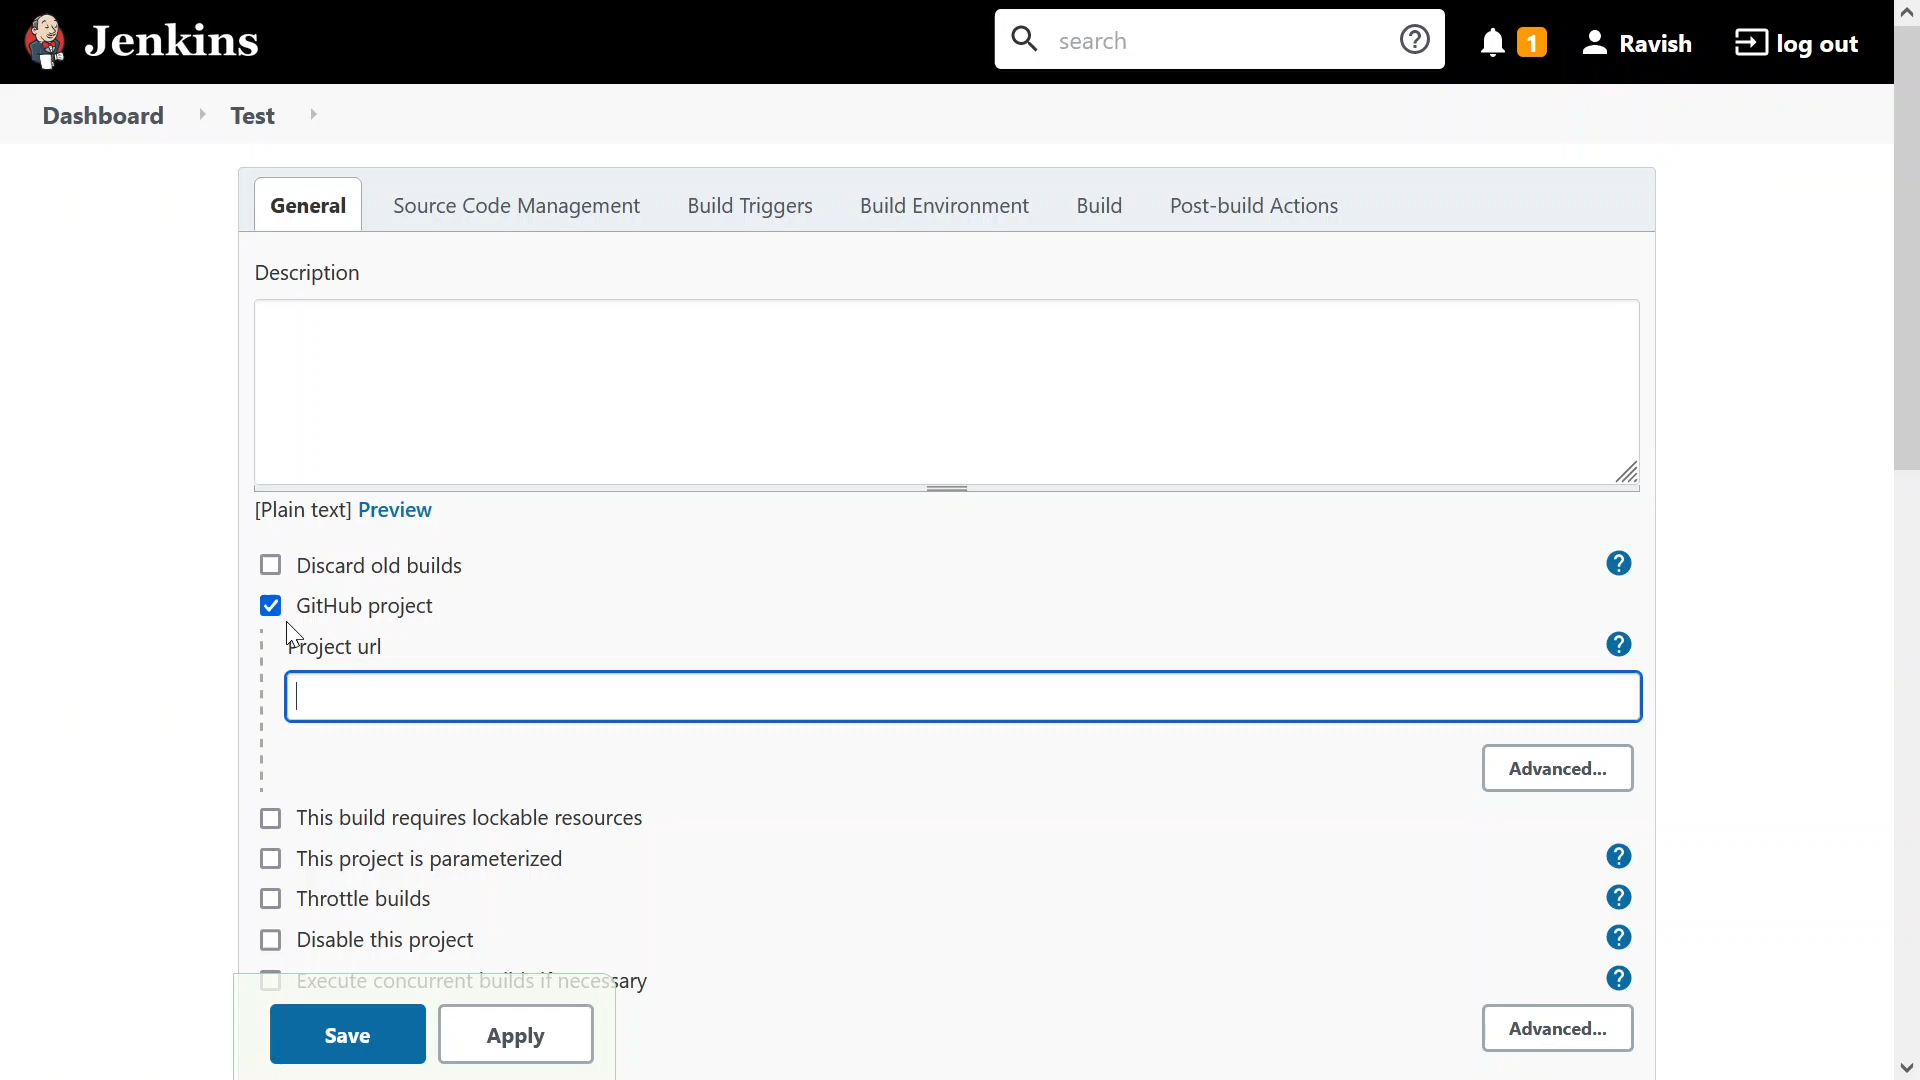 Jenkins
search
1
Ravish
log out
Dashboard
Test
General
Source Code Management
Build Triggers
Build Environment
Build
Post-build Actions
Description
[Plain text] Preview
Discard old builds
?
GitHub project
Project url
?
Advanced...
This build requires lockable resources
This project is parameterized
?
Throttle builds
?
Disable this project
?
Execute concurrent builds if necessary
?
Save
Apply
Advanced...